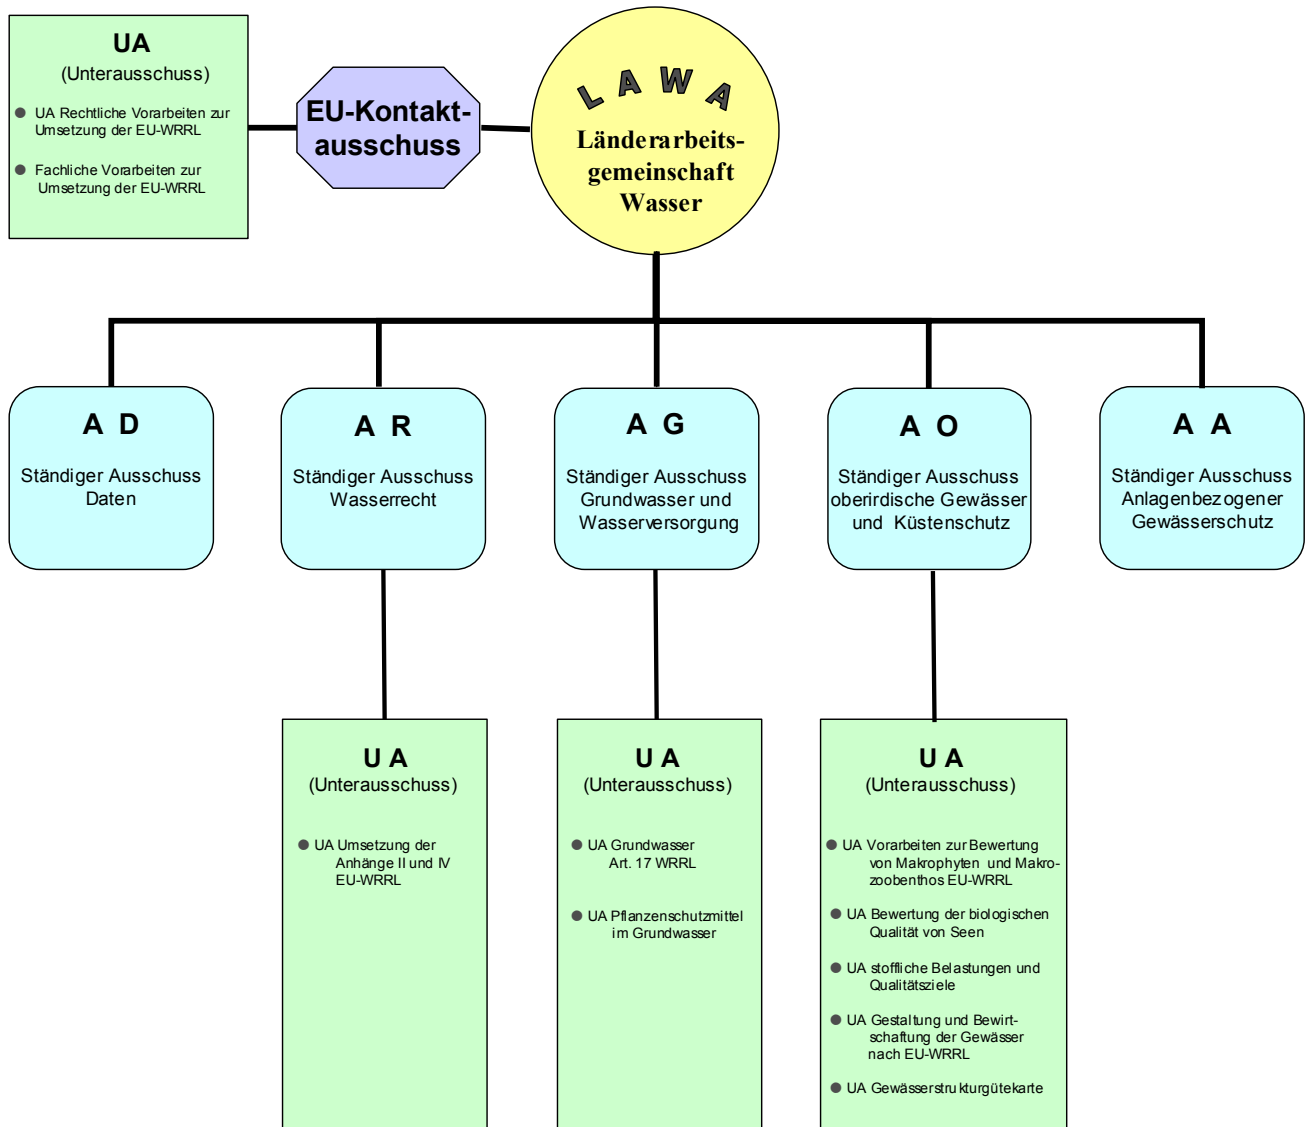 UA
(Unterausschuss)
● UA Rechtliche Vorarbeiten zur
Umsetzung der EU-WRRL
● Fachliche Vorarbeiten zur
Umsetzung der EU-WRRL
EU-Kontakt-
ausschuss
LAWA
Länderarbeits-
gemeinschaft
Wasser
A D
Ständiger Ausschuss
Daten
A R
Ständiger Ausschuss
Wasserrecht
A G
Ständiger Ausschuss
Grundwasser und
Wasserversorgung
A O
Ständiger Ausschuss
oberirdische Gewässer
und Küstenschutz
A A
Ständiger Ausschuss
Anlagenbezogener
Gewässerschutz
U A
(Unterausschuss)
● UA Umsetzung der
Anhänge II und IV
EU-WRRL
U A
(Unterausschuss)
● UA Grundwasser
Art. 17 WRRL
● UA Pflanzenschutzmittel
im Grundwasser
U A
(Unterausschuss)
● UA Vorarbeiten zur Bewertung
von Makrophyten und Makro-
zoobenthos EU-WRRL
● UA Bewertung der biologischen
Qualität von Seen
● UA stoffliche Belastungen und
Qualitätsziele
● UA Gestaltung und Bewirt-
schaftung der Gewässer
nach EU-WRRL
● UA Gewässerstrukturgütekarte